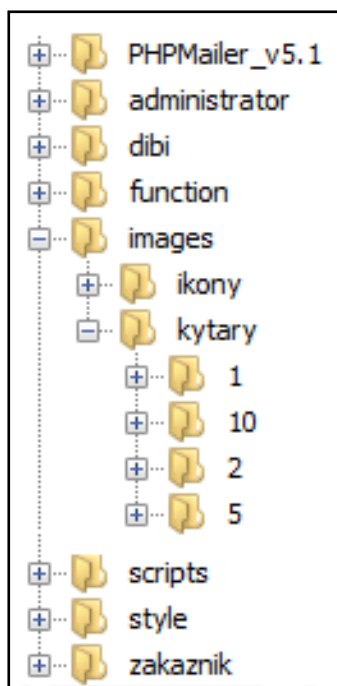 PHPMailer_v5.1
administrator
dibi
function
images
ikony
kytary
1
10
2
5
scripts
style
zakaznik